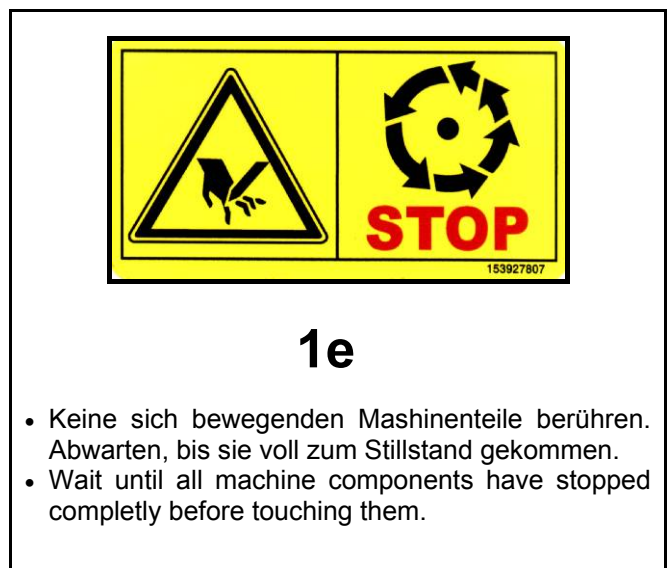 STOP
153927807
1e
• Keine sich bewegenden Mashinenteile berühren.
Abwarten, bis sie voll zum Stillstand gekommen.
• Wait until all machine components have stopped
completly before touching them.